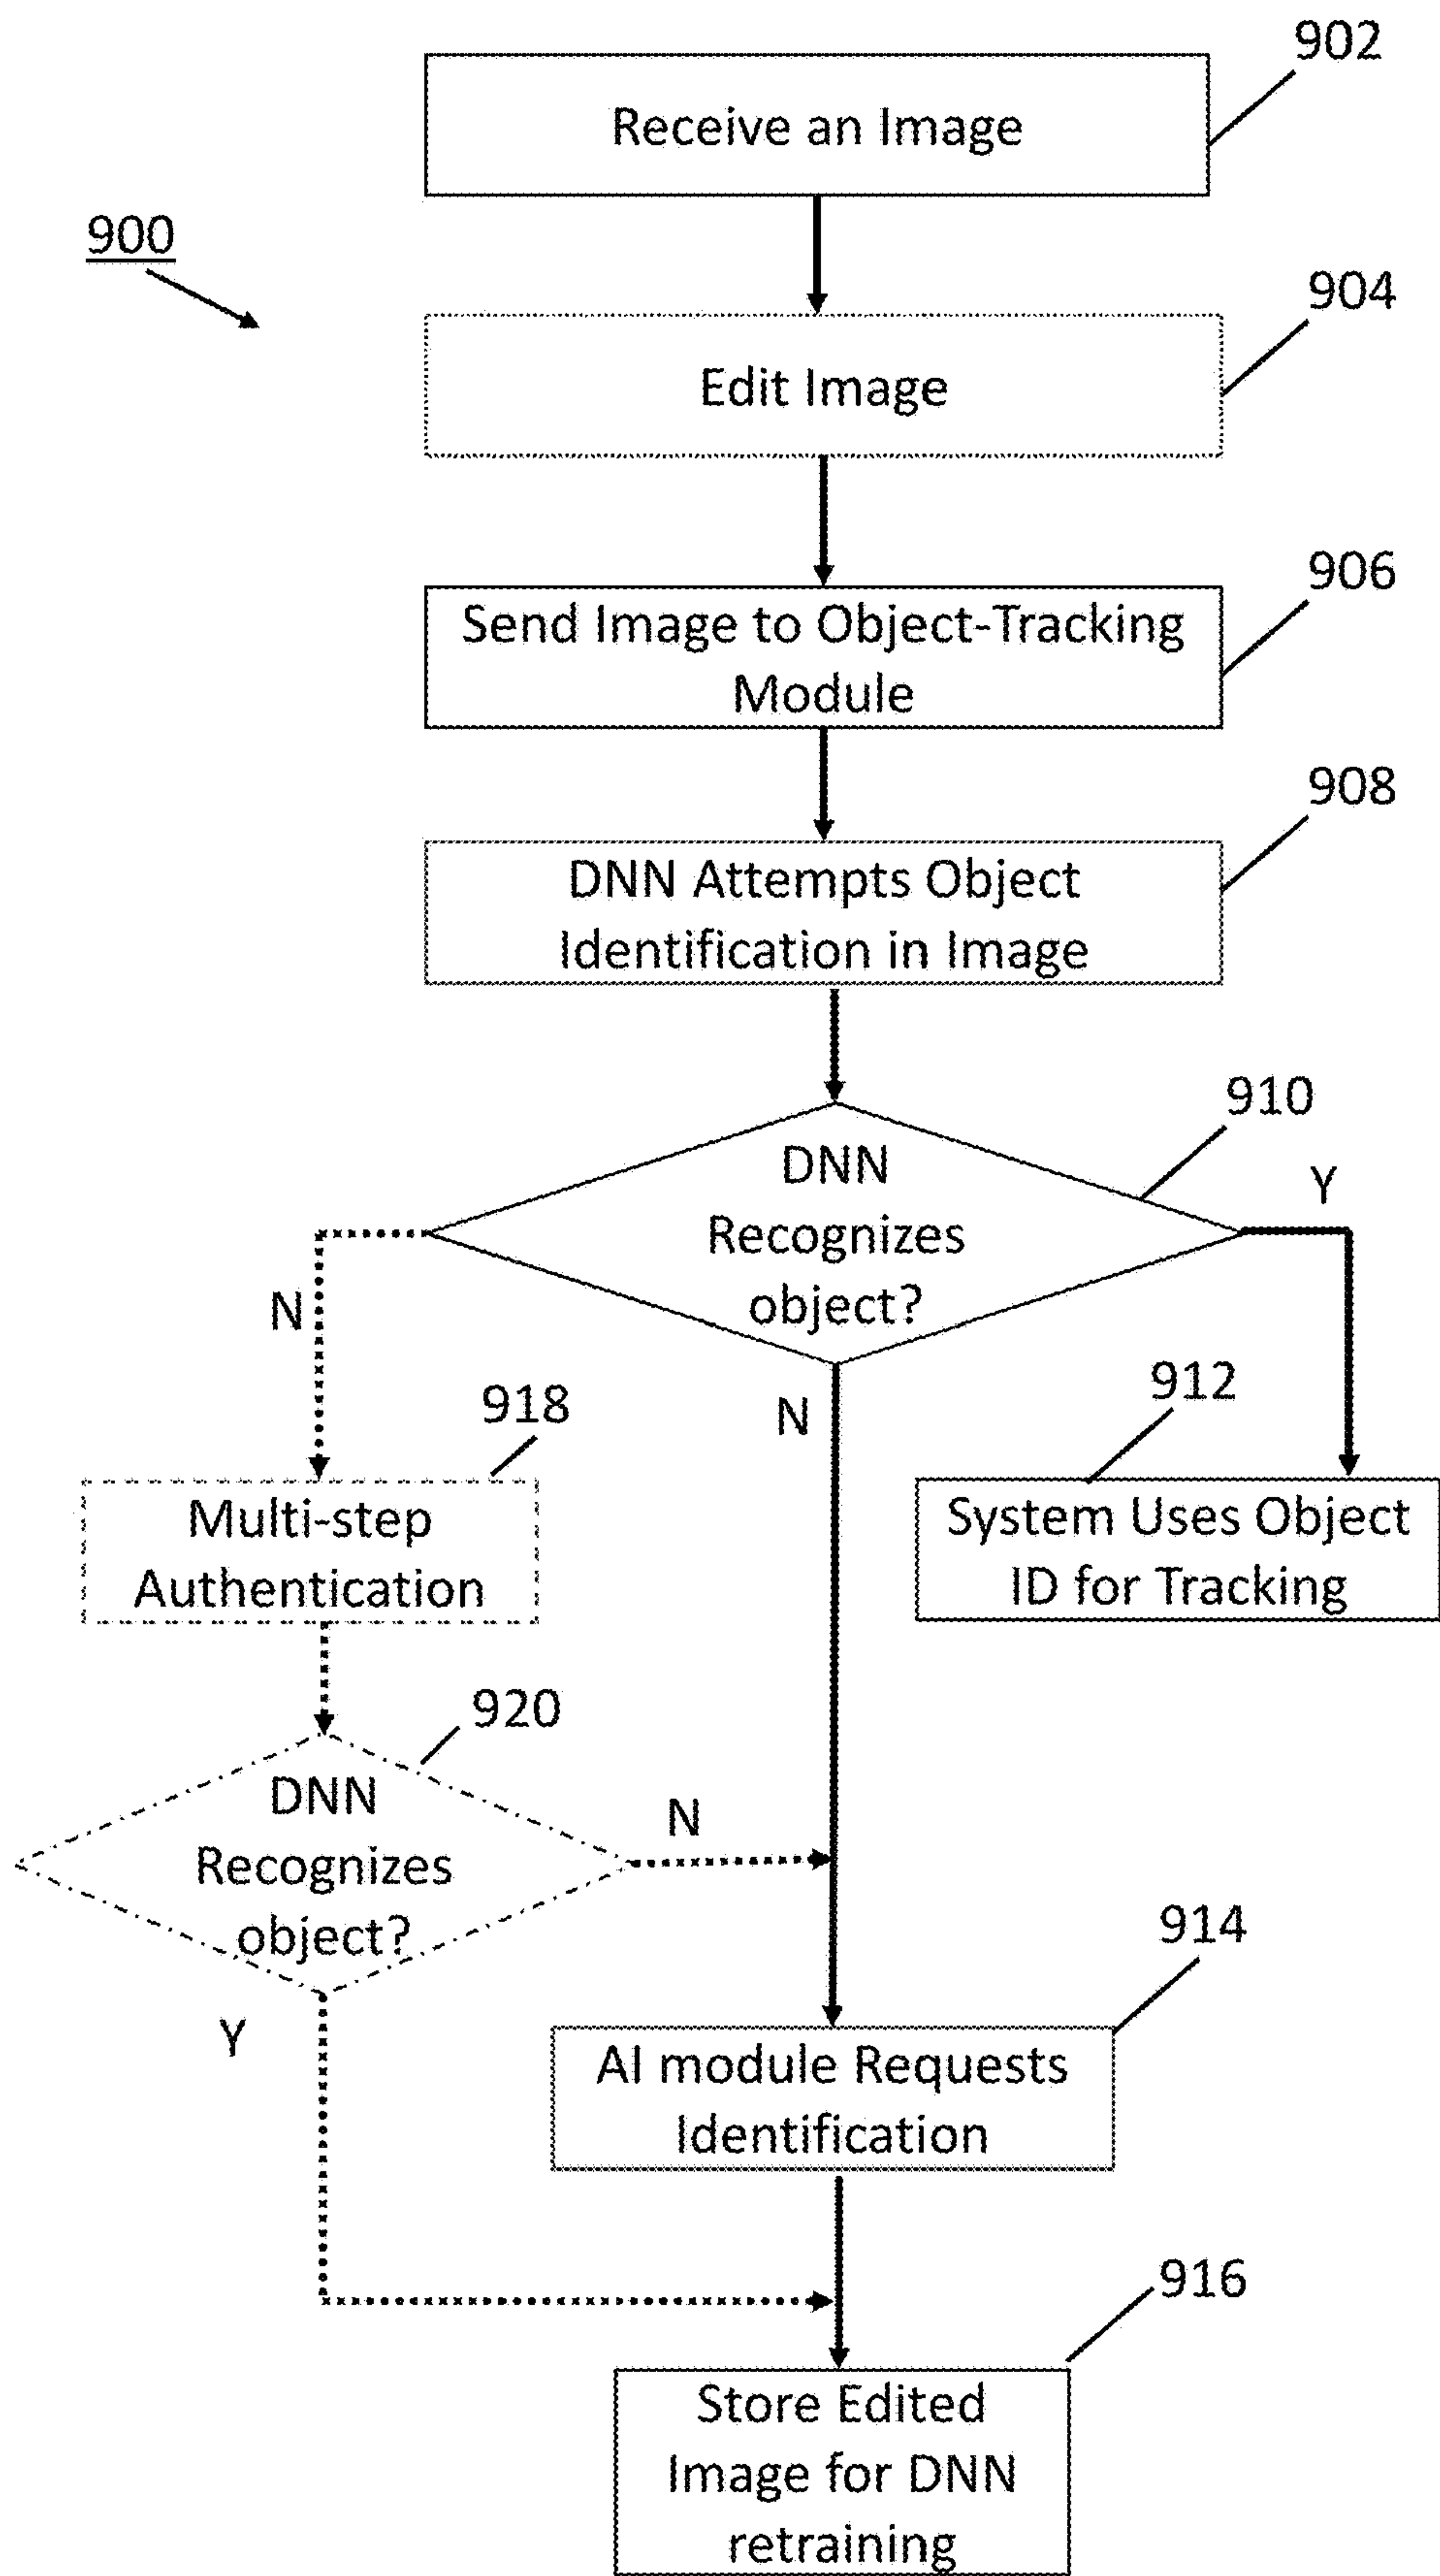 902
Receive an Image
900
904
Edit Image
906
Send Image to Object-Tracking
Module
908
DNN Attempts Object
Identification in Image
910
DNN
Recognizes
object?
Y
N
N
912
918
System Uses Object
ID for Tracking
Multi-step
Authentication
920
DNN
Recognizes
object?
N
Y
914
AI module Requests
Identification
916
Store Edited
Image for DNN
retraining